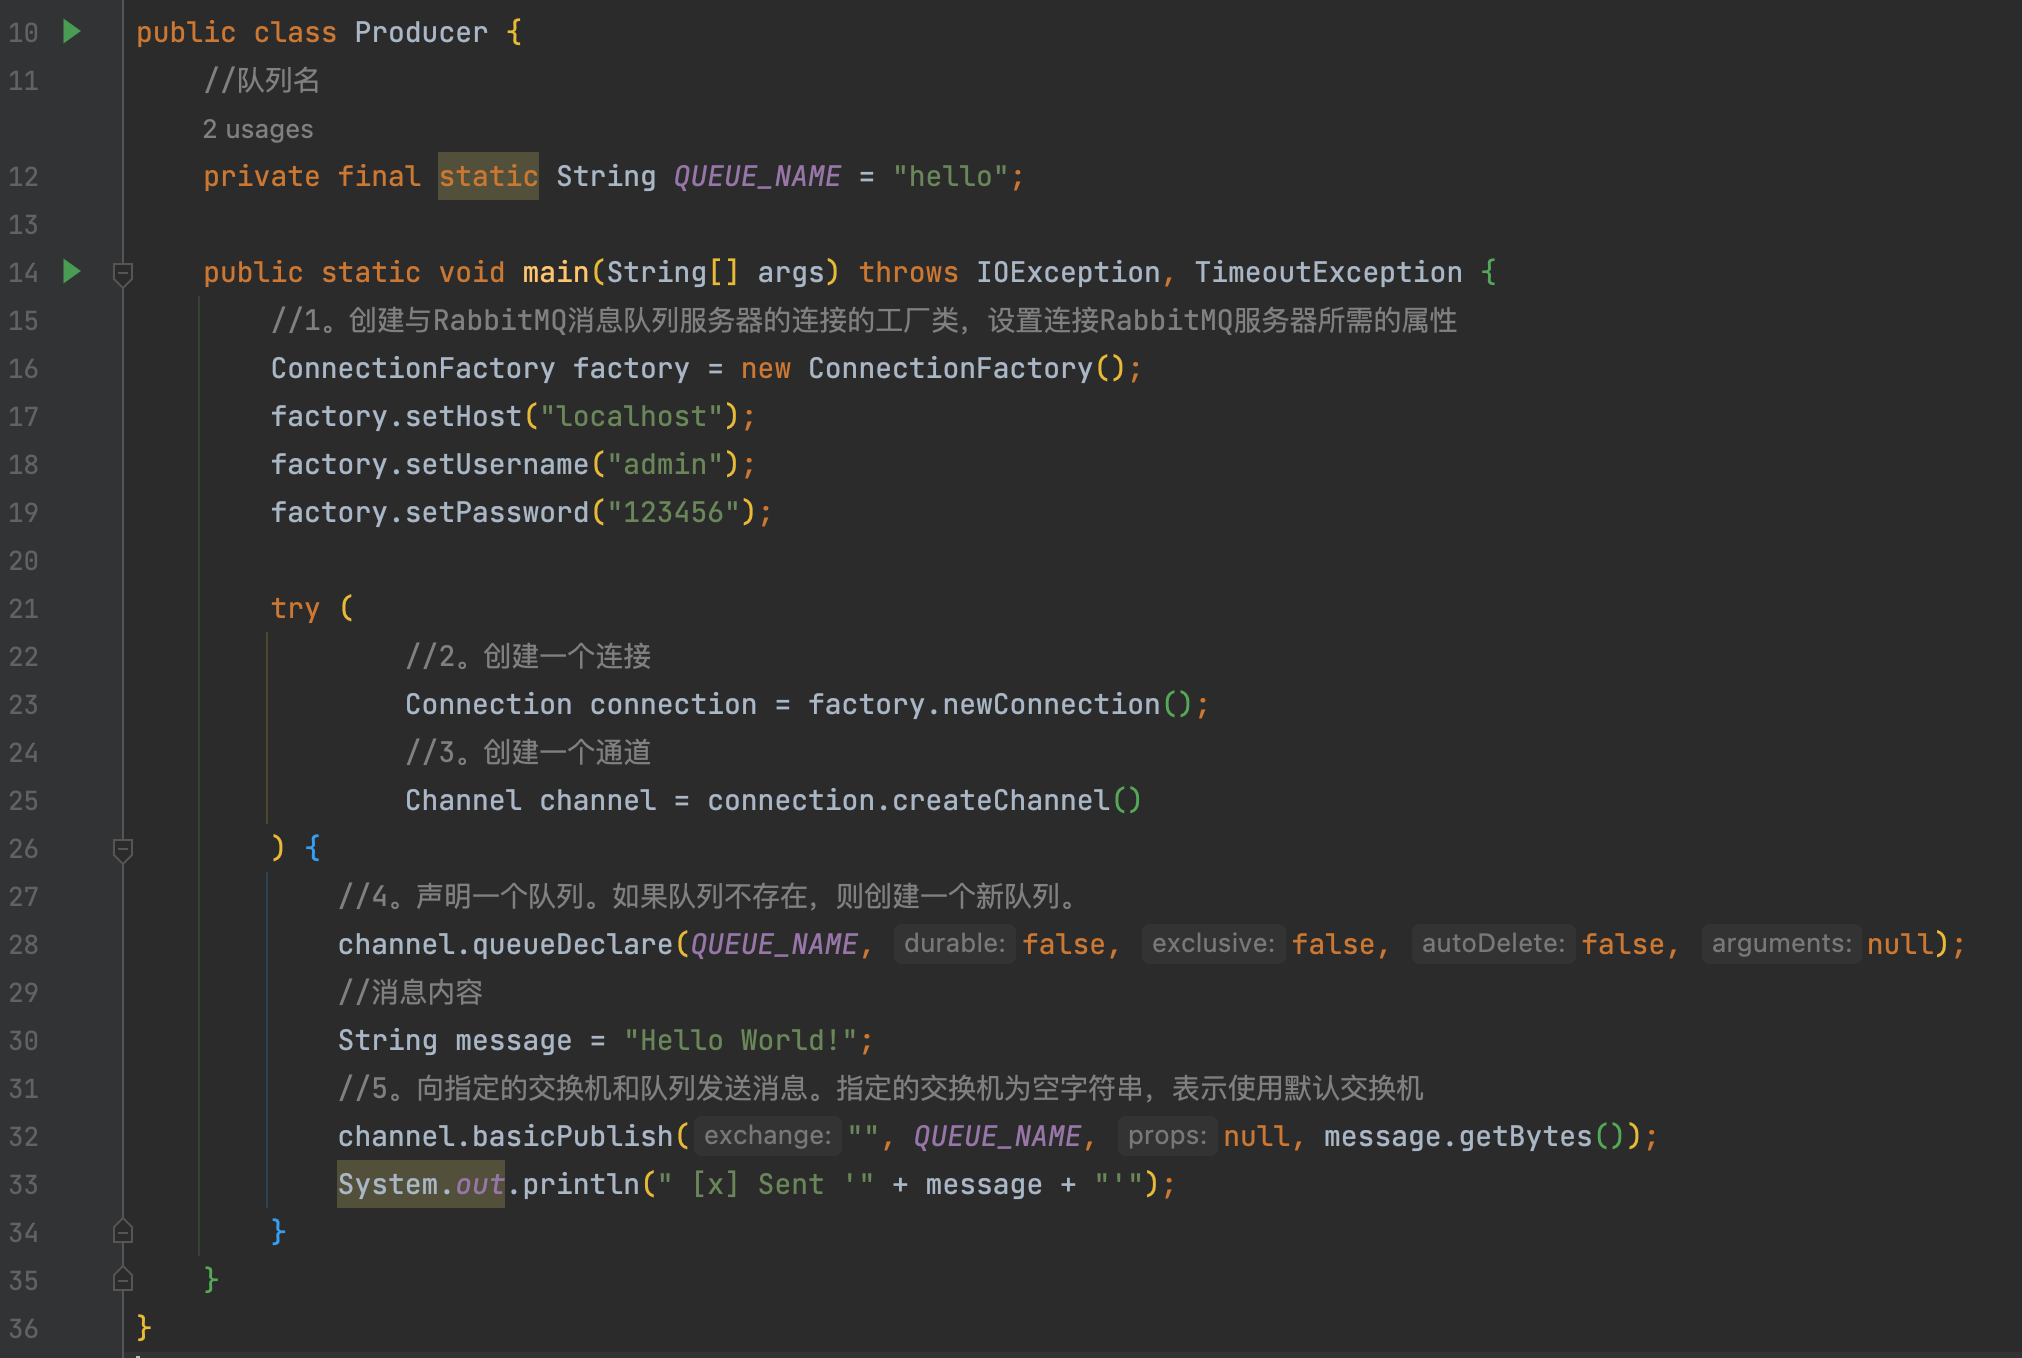 10 public class Producer {
11 //队列名
2 usages
12 private final static String QUEUE_NAME = "hello";
13
14 public static void main(String[] args) throws IOException, TimeoutException {
15 //1。创建与RabbitMQ消息队列服务器的连接的工厂类，设置连接RabbitMQ服务器所需的属性
16 ConnectionFactory factory = new ConnectionFactory();
17 factory.setHost("localhost");
18 factory.setUsername("admin");
19 factory.setPassword("123456");
20
21 try (
22 //2。创建一个连接
23 Connection connection = factory.newConnection();
24 //3。创建一个通道
25 Channel channel = connection.createChannel()
26 ) {
27 //4。声明一个队列。如果队列不存在，则创建一个新队列。
28 channel.queueDeclare(QUEUE_NAME, durable: false, exclusive: false, autoDelete: false, arguments: null);
29 //消息内容
30 String message = "Hello World!";
31 //5。向指定的交换机和队列发送消息。指定的交换机为空字符串，表示使用默认交换机
32 channel.basicPublish( exchange: "", QUEUE_NAME, props: null, message.getBytes());
33 System.out.println(" [x] Sent '" + message + "'");
34 }
35 }
36 }